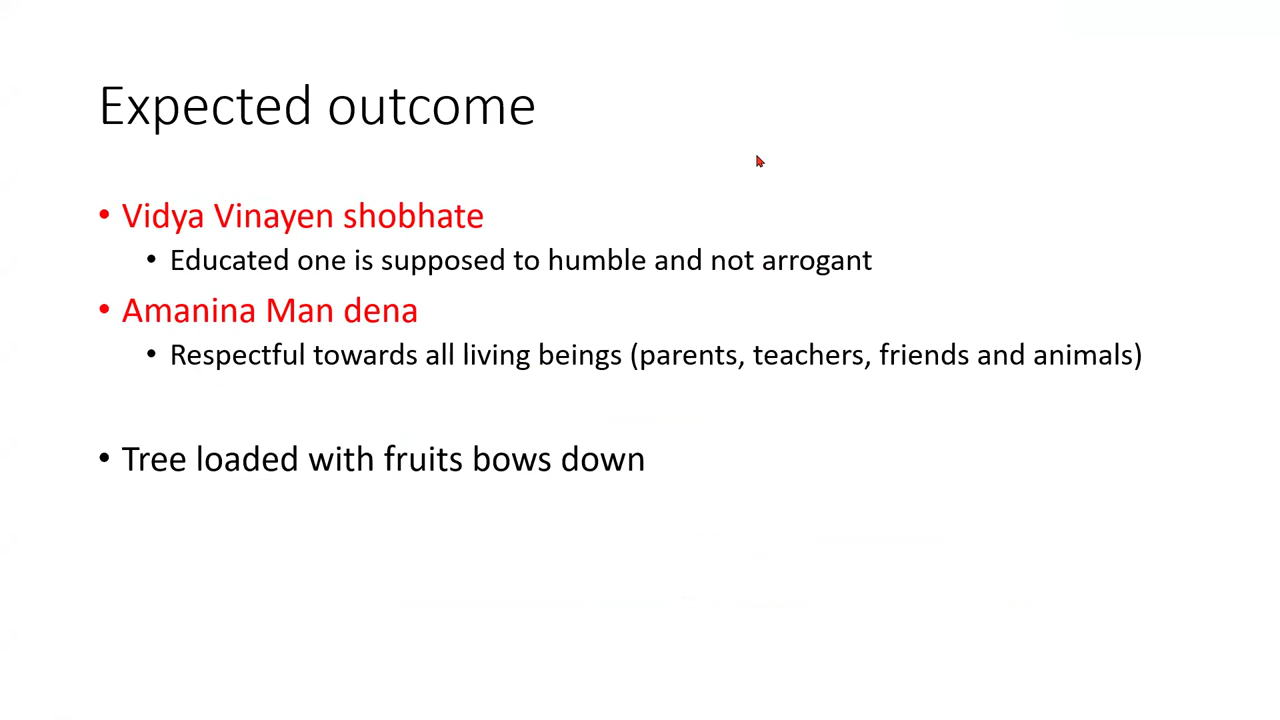 Expected outcome
• Vidya Vinayen shobhate
• Educated one is supposed to humble and not arrogant
• Amanina Man dena
• Respectful towards all living beings (parents, teachers, friends and animals)
• Tree loaded with fruits bows down